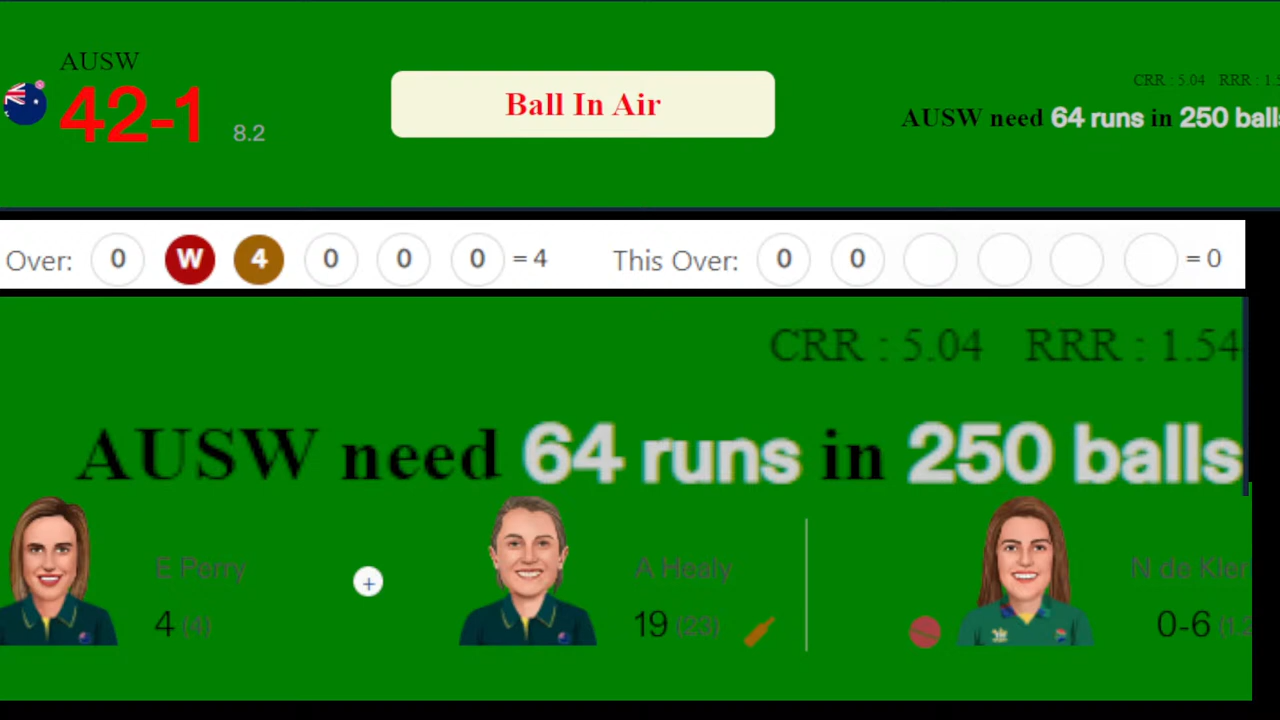 AUSW
42-1 8.2
Ball In Air
CRR : 5.04 RRR : 1.5
AUSW need 64 runs in 250 balls
Over: 0 W 4 0 0 0 = 4 This Over: 0 0 = 0
CRR : 5.04 RRR : 1.54
AUSW need 64 runs in 250 balls
E Perry A Healy N de Kler
4 (4) + 19 (23) 0-6 (1.2